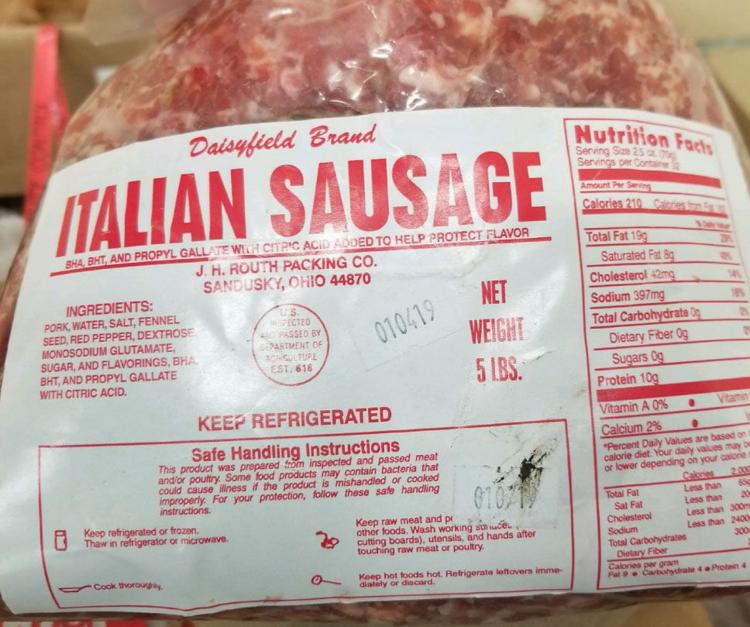 Daisyfield Brand
ITALIAN SAUSAGE
BHA, BHT, AND PROPYL GALLATE WITH CITRIC ACID ADDED TO HELP PROTECT FLAVOR
J. H. ROUTH PACKING CO.
SANDUSKY, OHIO 44870
INGREDIENTS:
PORK, WATER, SALT, FENNEL
SEED, RED PEPPER, DEXTROSE,
MONOSODIUM GLUTAMATE,
SUGAR, AND FLAVORINGS, BHA,
BHT, AND PROPYL GALLATE
WITH CITRIC ACID.
U.S.
INSPECTED
AND PASSED BY
DEPARTMENT OF
AGRICULTURE
EST. 616
010419
NET
WEIGHT
5 LBS.
KEEP REFRIGERATED
Safe Handling Instructions
This product was prepared from inspected and passed meat
and/or poultry. Some food products may contain bacteria that
could cause illness if the product is mishandled or cooked
improperly. For your protection, follow these safe handling
instructions.
Keep refrigerated or frozen.
Thaw in refrigerator or microwave.
Cook thoroughly.
Keep raw meat and
other foods. Wash working surfaces
cutting boards), utensils, and hands after
touching raw meat or poultry.
Keep hot foods hot. Refrigerate leftovers imme-
diately or discard.
Nutrition Facts
Serving Size 2.5 oz. (70g)
Servings per Container 32
Amount Per Serving
Calories 210 Calories from Fat
% Daily Value
Total Fat 19g
Saturated Fat 8g
Cholesterol 42mg 14%
Sodium 397mg
Total Carbohydrate 0g 0%
Dietary Fiber 0g
Sugars 0g
Protein 10g
Vitamin A 0% • Vitamin
Calcium 2% •
*Percent Daily Values are based on
calorie diet. Your daily values may
or lower depending on your calorie
Calories 2,000
Total Fat Less than
Sat Fat Less than
Cholesterol Less than
Sodium Less than
Total Carbohydrates
Dietary Fiber
Calories per gram
Fat 9 • Carbohydrate 4 • Protein 4